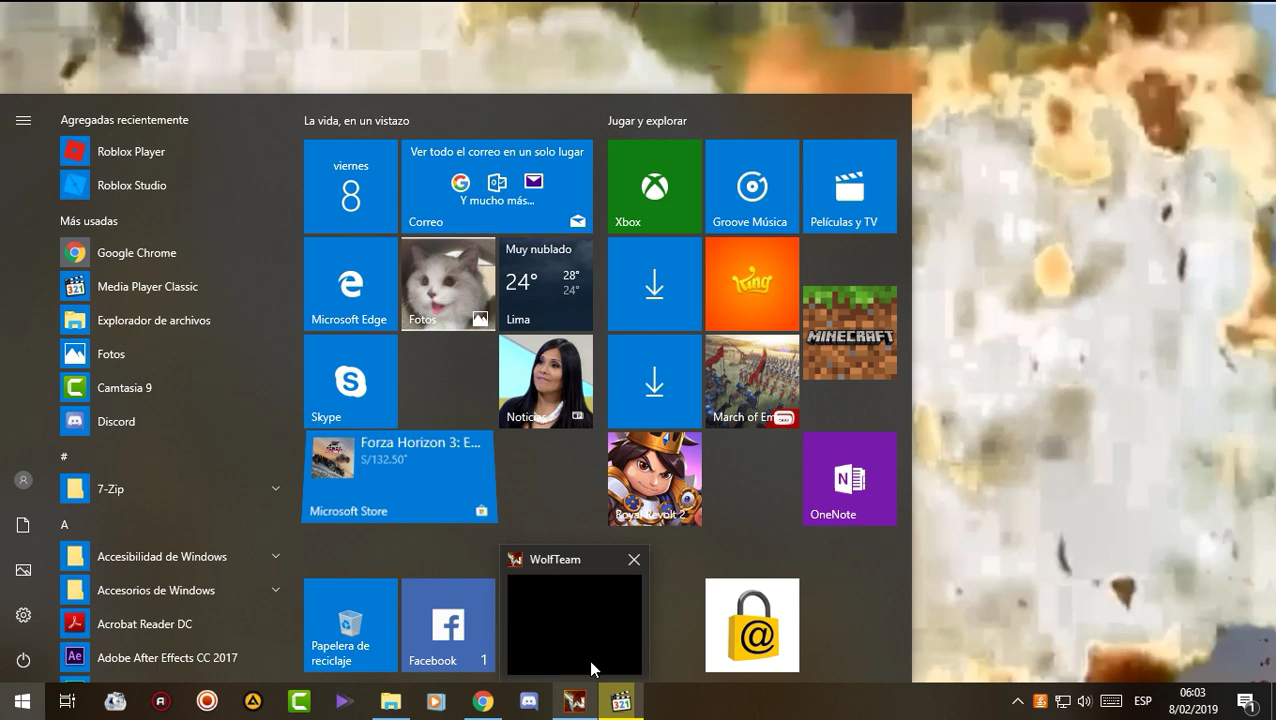 Agregadas recientemente
Roblox Player
Roblox Studio
Más usadas
Google Chrome
Media Player Classic
321
Explorador de archivos
Fotos
Camtasia 9
Discord
#
7-Zip
A
Accesibilidad de Windows
Accesorios de Windows
Acrobat Reader DC
Ae
Adobe After Effects CC 2017
La vida, en un vistazo
viernes
8
Ver todo el correo en un solo lugar
Y mucho más...
Correo
Microsoft Edge
Fotos
Muy nublado
24°
28°
24°
Lima
Skype
Noticias
Forza Horizon 3: E...
S/132.50*
Microsoft Store
Papelera de
reciclaje
Facebook 1
Jugar y explorar
Xbox
Groove Música
Películas y TV
King
MINECRAFT
March of Em
Royal Revolt 2
OneNote
WolfTeam
@
321
ESP
06:03
8/02/2019
1